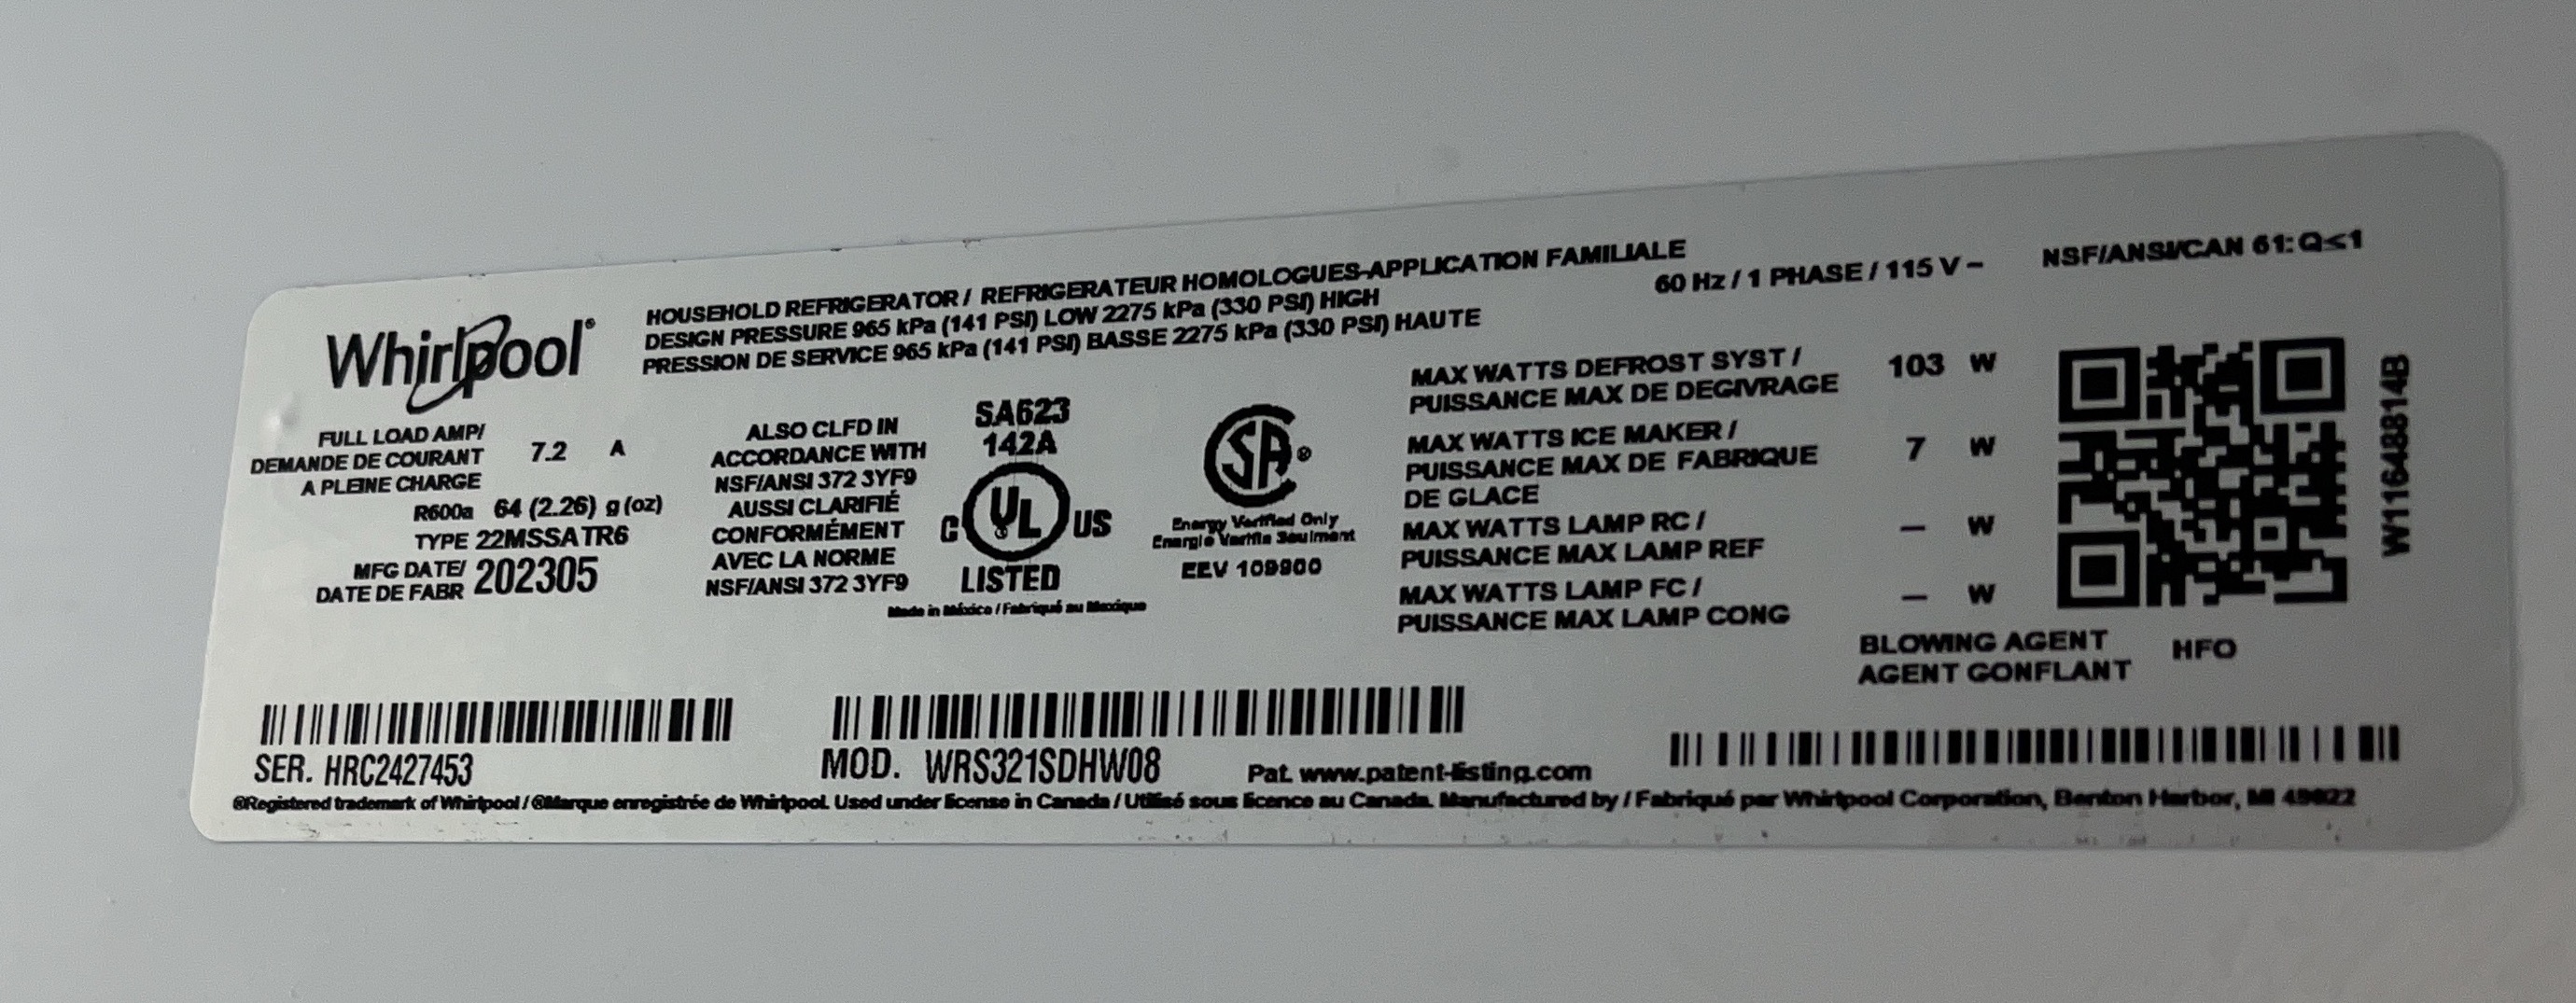 Whirlpool®
HOUSEHOLD REFRIGERATOR / REFRIGERATEUR HOMOLOGUES-APPLICATION FAMILIALE
DESIGN PRESSURE 965 kPa (141 PSI) LOW 2275 kPa (330 PSI) HIGH
PRESSION DE SERVICE 965 kPa (141 PSI) BASSE 2275 kPa (330 PSI) HAUTE
60 Hz / 1 PHASE / 115 V ~
NSF/ANSI/CAN 61: Q≤1
FULL LOAD AMP/
DEMANDE DE COURANT 7.2 A
A PLEINE CHARGE
R600a 64 (2.26) g (oz)
TYPE 22MSSATR6
MFG DATE/
DATE DE FABR 202305
ALSO CLFD IN
ACCORDANCE WITH
NSF/ANSI 372 3YF9
AUSSI CLARIFIÉ
CONFORMÉMENT
AVEC LA NORME
NSF/ANSI 372 3YF9
SA623
142A
C UL US
LISTED
Made in México / Fabriqué au Mexique
SA®
Energy Verified Only
Energie Verifie Seulment
EEV 109900
MAX WATTS DEFROST SYST / 103 W
PUISSANCE MAX DE DEGIVRAGE
MAX WATTS ICE MAKER / 7 W
PUISSANCE MAX DE FABRIQUE
DE GLACE
MAX WATTS LAMP RC / — W
PUISSANCE MAX LAMP REF
MAX WATTS LAMP FC / — W
PUISSANCE MAX LAMP CONG
W11648814B
BLOWING AGENT HFO
AGENT GONFLANT
SER. HRC2427453
MOD. WRS321SDHW08
Pat. www.patent-listing.com
®Registered trademark of Whirlpool / ®Marque enregistrée de Whirlpool. Used under license in Canada / Utilisé sous licence au Canada. Manufactured by / Fabriqué par Whirlpool Corporation, Benton Harbor, MI 49022